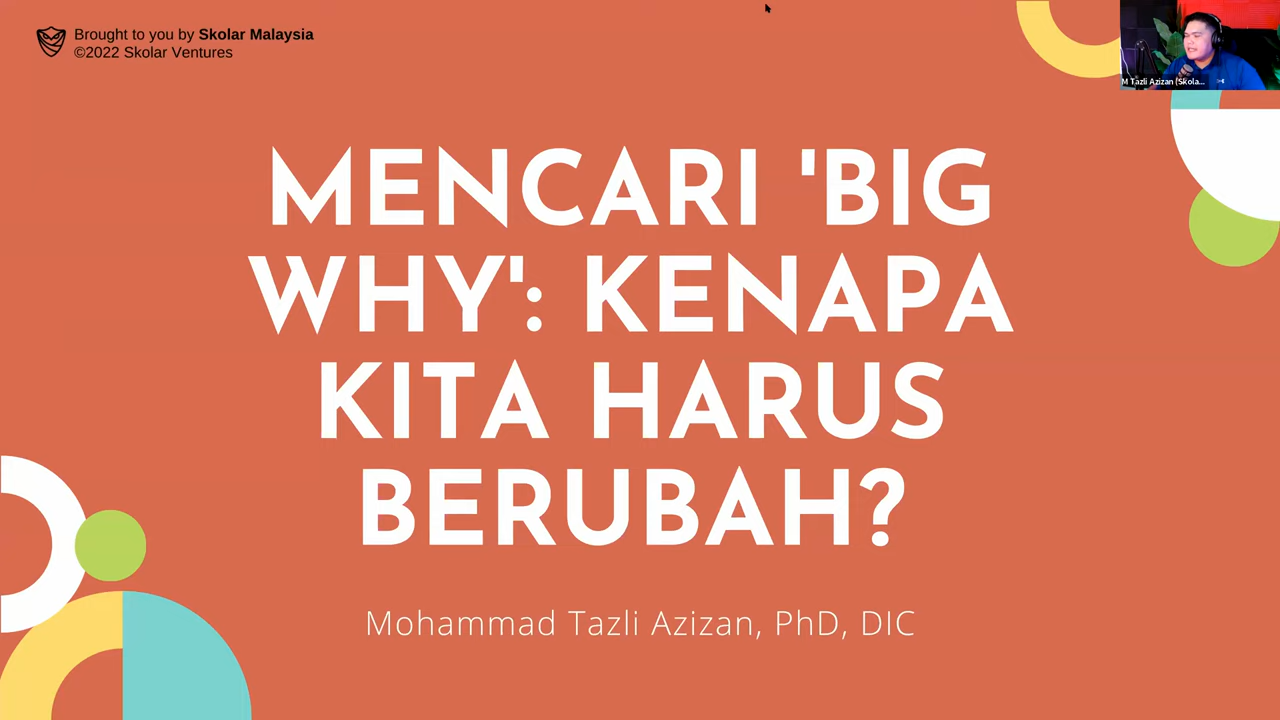 Brought to you by Skolar Malaysia
©2022 Skolar Ventures
M Tazli Azizan (Skola...
MENCARI 'BIG
WHY': KENAPA
KITA HARUS
BERUBAH?
Mohammad Tazli Azizan, PhD, DIC